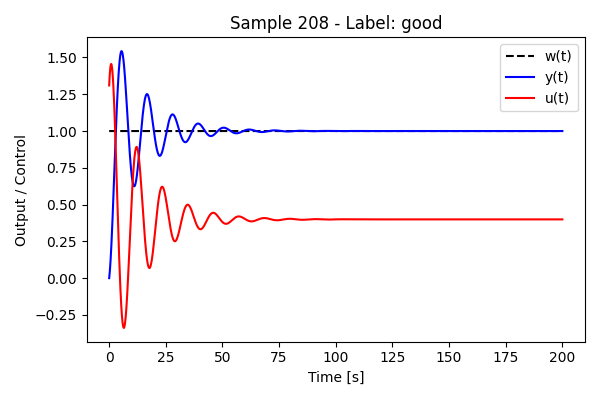 Sample 208 - Label: good
w(t)
y(t)
u(t)
Output / Control
1.50
1.25
1.00
0.75
0.50
0.25
0.00
−0.25
0 25 50 75 100 125 150 175 200
Time [s]